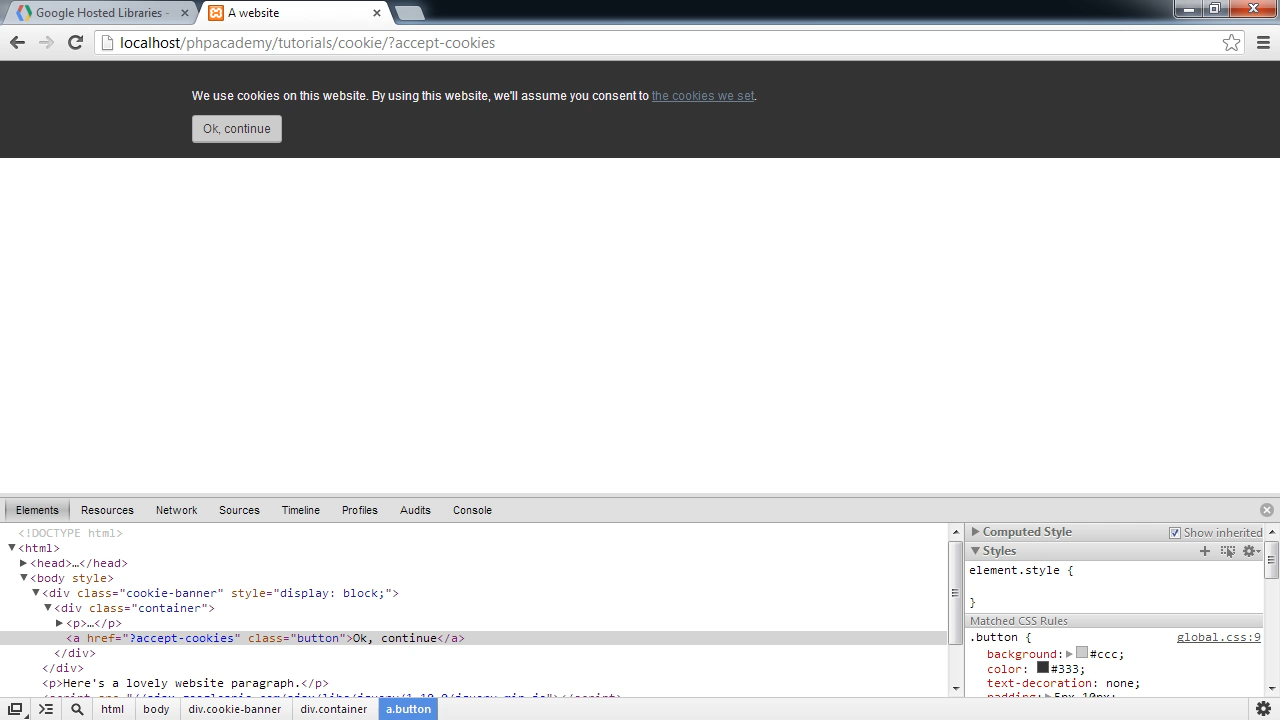 Google Hosted Libraries -
A website
localhost/phpacademy/tutorials/cookie/?accept-cookies
We use cookies on this website. By using this website, we'll assume you consent to the cookies we set.
Ok, continue
Elements Resources Network Sources Timeline Profiles Audits Console
<!DOCTYPE html>
<html>
<head>…</head>
<body style>
<div class="cookie-banner" style="display: block;">
<div class="container">
<p>…</p>
<a href="?accept-cookies" class="button">Ok, continue</a>
</div>
</div>
<p>Here's a lovely website paragraph.</p>
Computed Style Show inherited
Styles
element.style {
}
Matched CSS Rules
.button { global.css:9
background: #ccc;
color: #333;
text-decoration: none;
padding: 5px 10px;
html body div.cookie-banner div.container a.button